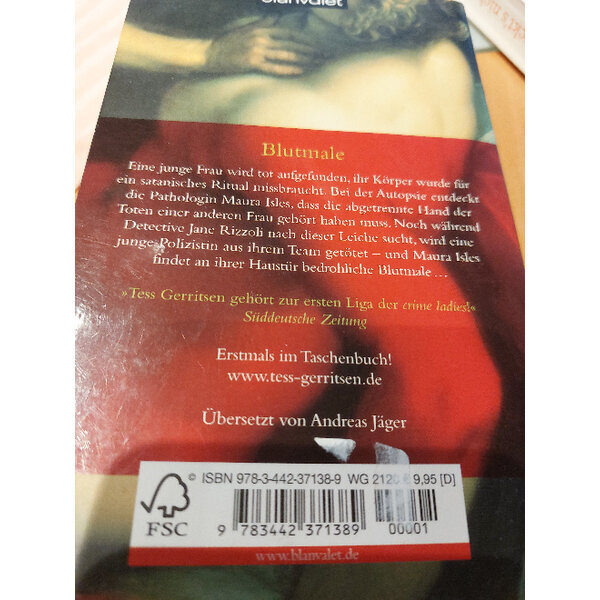 blanvalet
Blutmale
Eine junge Frau wird tot aufgefunden, ihr Körper wurde für
ein satanisches Ritual missbraucht. Bei der Autopsie entdeckt
die Pathologin Maura Isles, dass die abgetrennte Hand der
Toten einer anderen Frau gehört haben muss. Noch während
Detective Jane Rizzoli nach dieser Leiche sucht, wird eine
junge Polizistin aus ihrem Team getötet – und Maura Isles
findet an ihrer Haustür bedrohliche Blutmale ...
»Tess Gerritsen gehört zur ersten Liga der crime ladies!«
Süddeutsche Zeitung
Erstmals im Taschenbuch!
www.tess-gerritsen.de
Übersetzt von Andreas Jäger
© ISBN 978-3-442-37138-9 WG 2120 € 9,95 [D]
FSC
9 783442 371389 00001
www.blanvalet.de